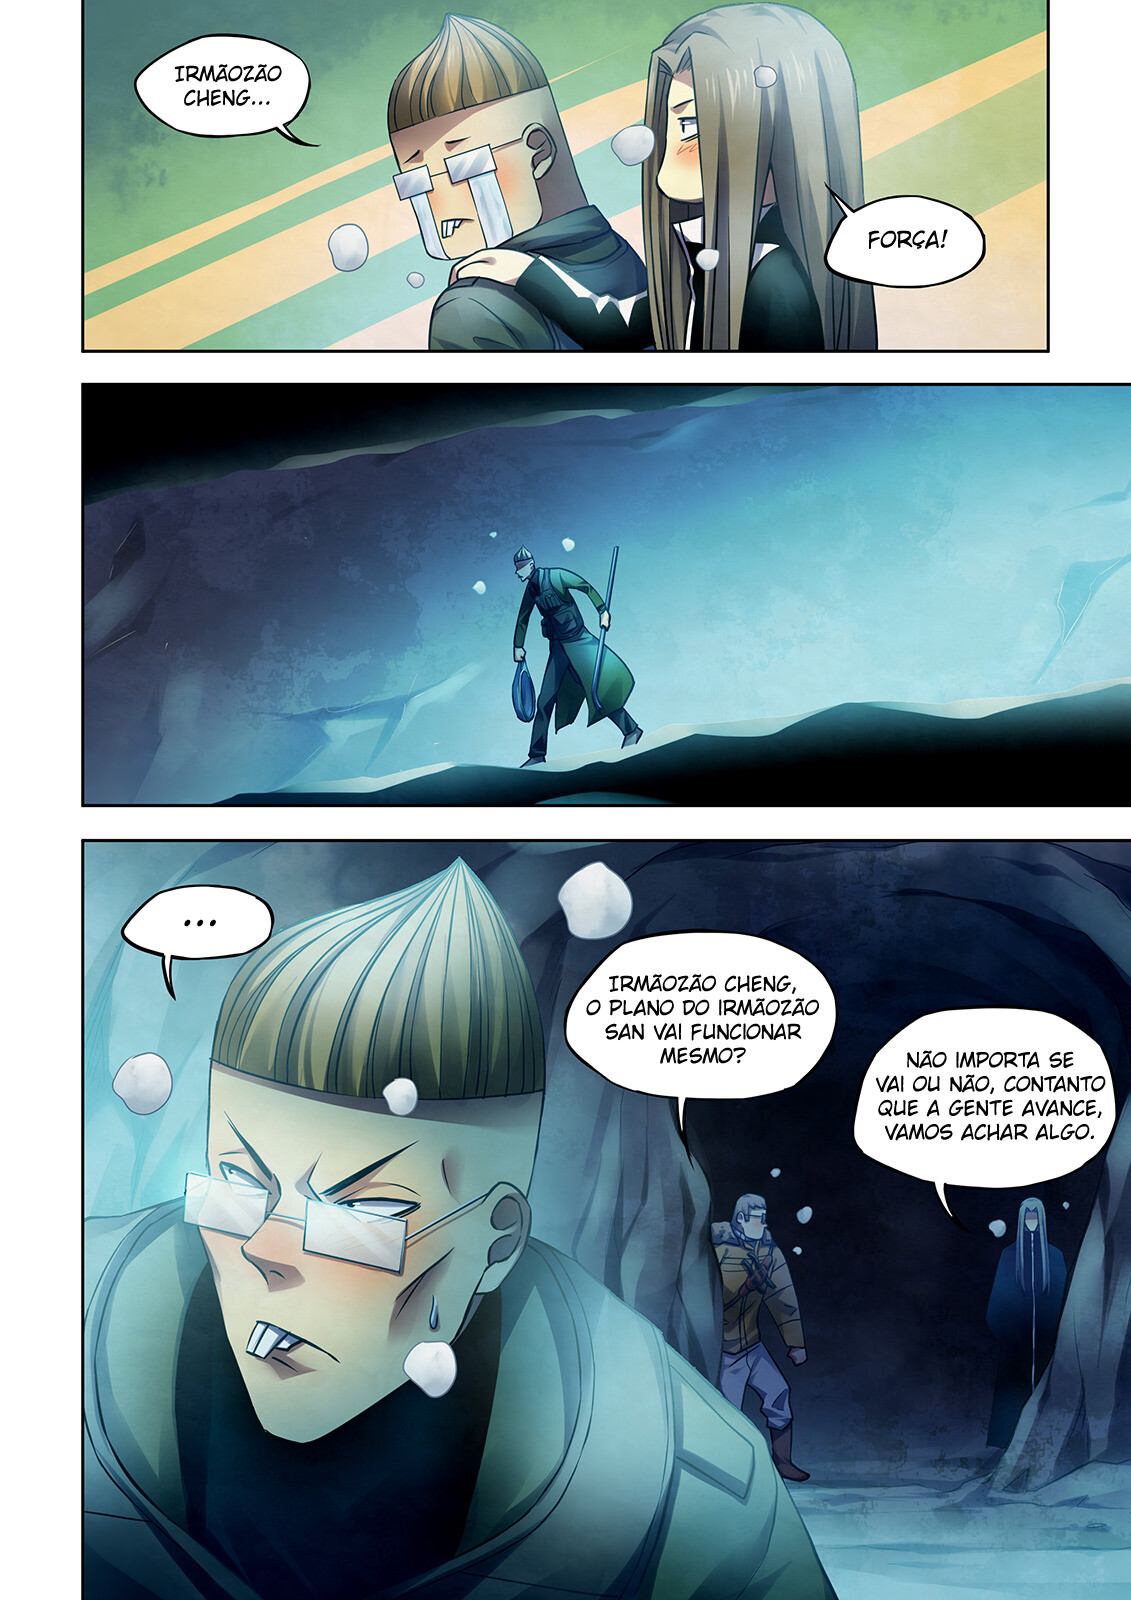 IRMÃOZÃO
CHENG...
FORÇA!
...
IRMÃOZÃO CHENG,
O PLANO DO IRMÃOZÃO
SAN VAI FUNCIONAR
MESMO?
NÃO IMPORTA SE
VAI OU NÃO, CONTANTO
QUE A GENTE AVANCE,
VAMOS ACHAR ALGO.